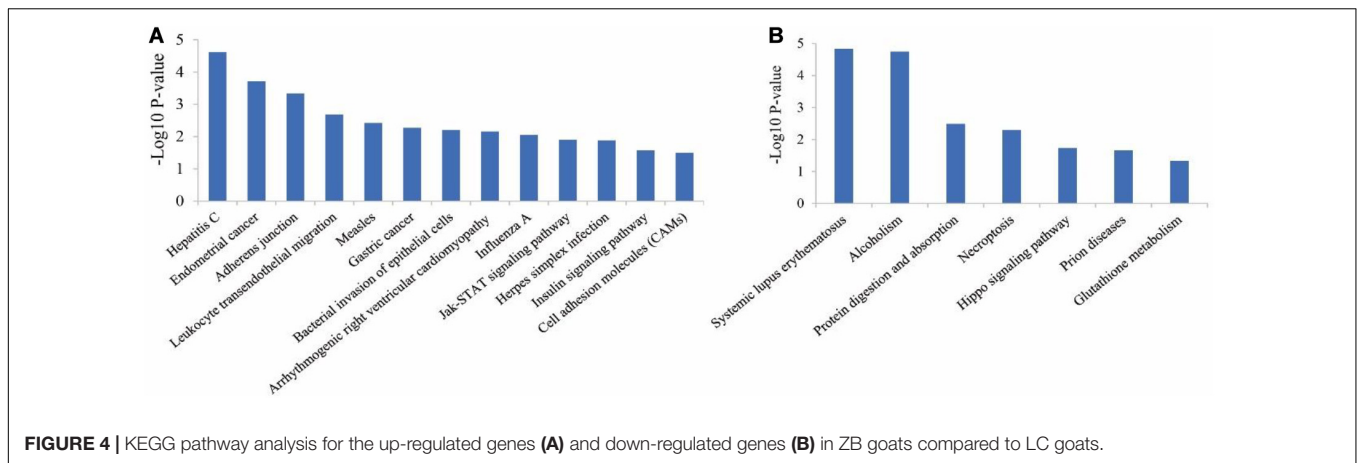 A
-Log10 P-value
5
4
3
2
1
0
Hepatitis C
Endometrial cancer
Adherens junction
Leukocyte transendothelial migration
Measles
Gastric cancer
Bacterial invasion of epithelial cells
Arrhythmogenic right ventricular cardiomyopathy
Influenza A
Jak-STAT signaling pathway
Herpes simplex infection
Insulin signaling pathway
Cell adhesion molecules (CAMs)
B
-Log10 P-value
5
4
3
2
1
0
Systemic lupus erythematosus
Alcoholism
Protein digestion and absorption
Necroptosis
Hippo signaling pathway
Prion diseases
Glutathione metabolism
FIGURE 4 | KEGG pathway analysis for the up-regulated genes (A) and down-regulated genes (B) in ZB goats compared to LC goats.